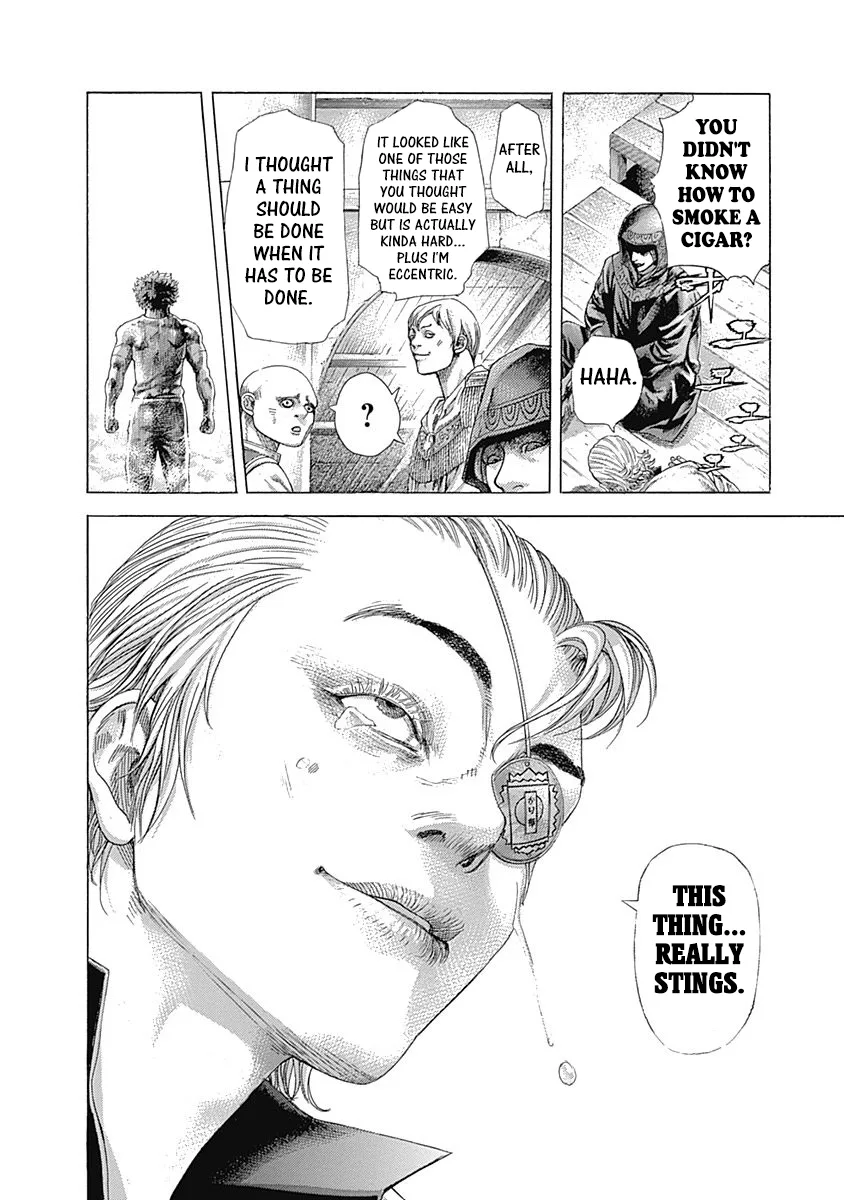 YOU
DIDN'T
KNOW
HOW TO
SMOKE A
CIGAR?
HAHA.
AFTER
ALL,
IT LOOKED LIKE
ONE OF THOSE
THINGS THAT
YOU THOUGHT
WOULD BE EASY
BUT IS ACTUALLY
KINDA HARD...
PLUS I'M
ECCENTRIC.
?
I THOUGHT
A THING
SHOULD
BE DONE
WHEN IT
HAS TO BE
DONE.
THIS
THING...
REALLY
STINGS.